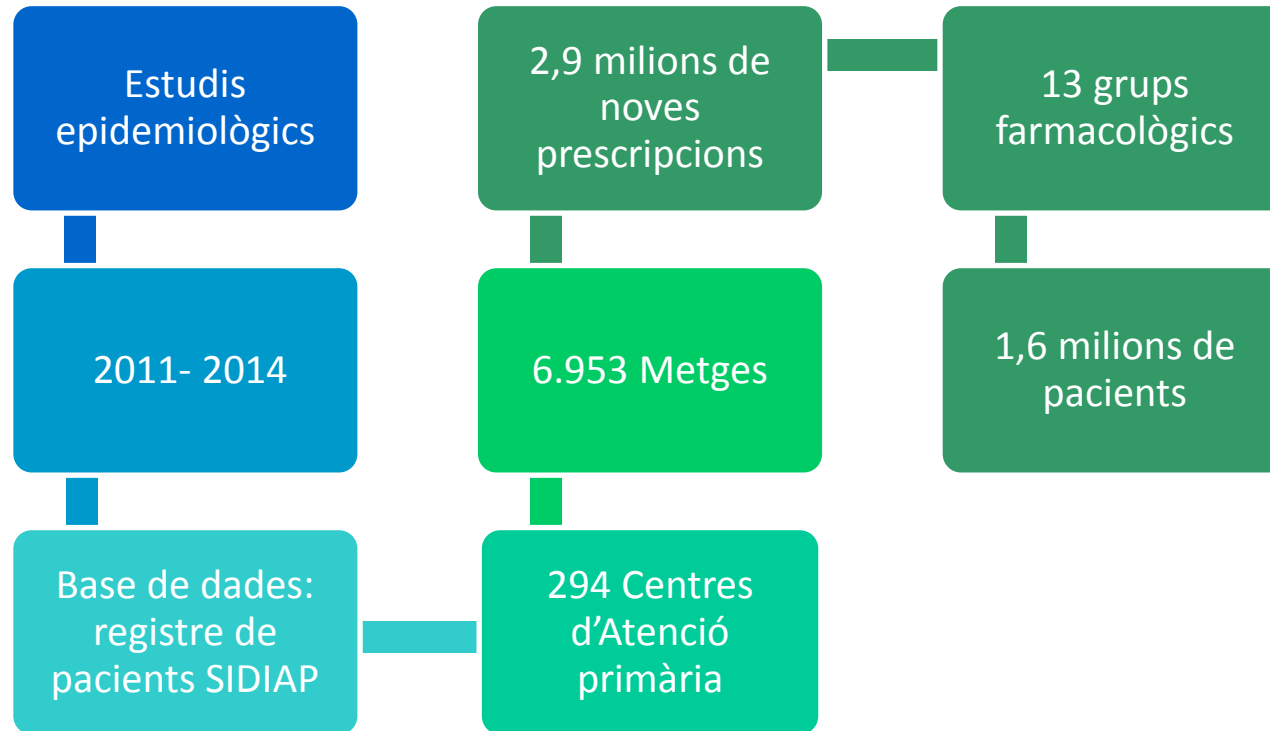 Estudis
epidemiològics
2011- 2014
Base de dades:
registre de
pacients SIDIAP
294 Centres
d’Atenció
primària
6.953 Metges
2,9 milions de
noves
prescripcions
13 grups
farmacològics
1,6 milions de
pacients